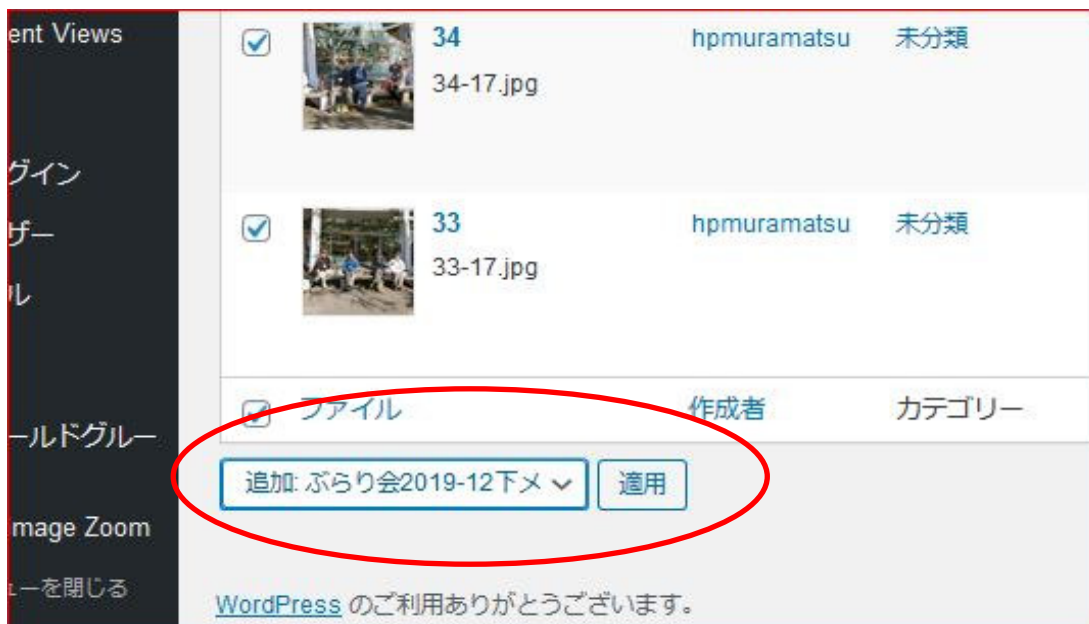 ent Views
グイン
ザー
ル
ールドグルー
mage Zoom
ューを閉じる
34 hpmuramatsu 未分類
34-17.jpg
33 hpmuramatsu 未分類
33-17.jpg
ファイル 作成者 カテゴリー
追加: ぶらり会2019-12下メ 適用
WordPress のご利用ありがとうございます。